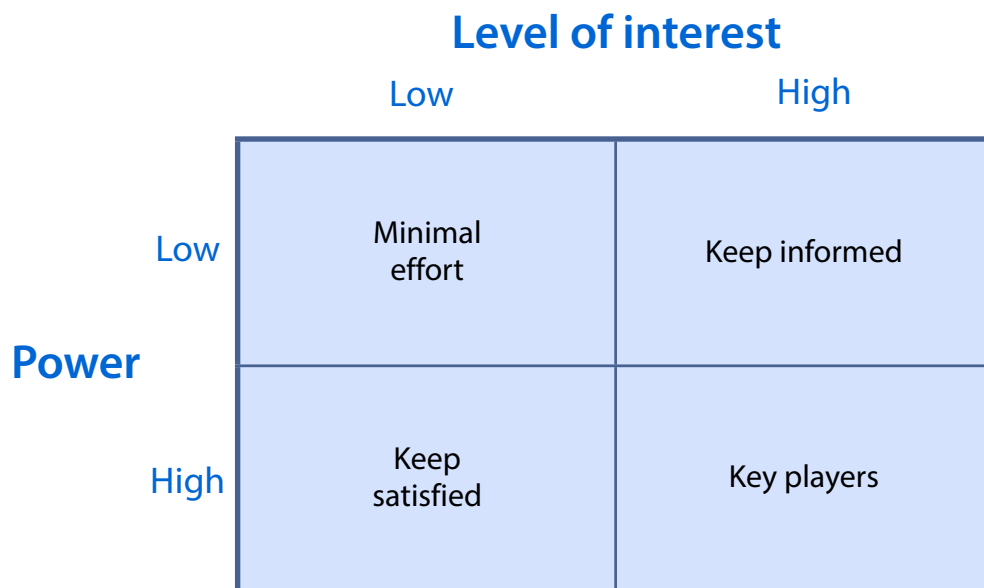 Level of interest
Low
High
Low
Minimal
effort
Keep informed
Power
High
Keep
satisfied
Key players